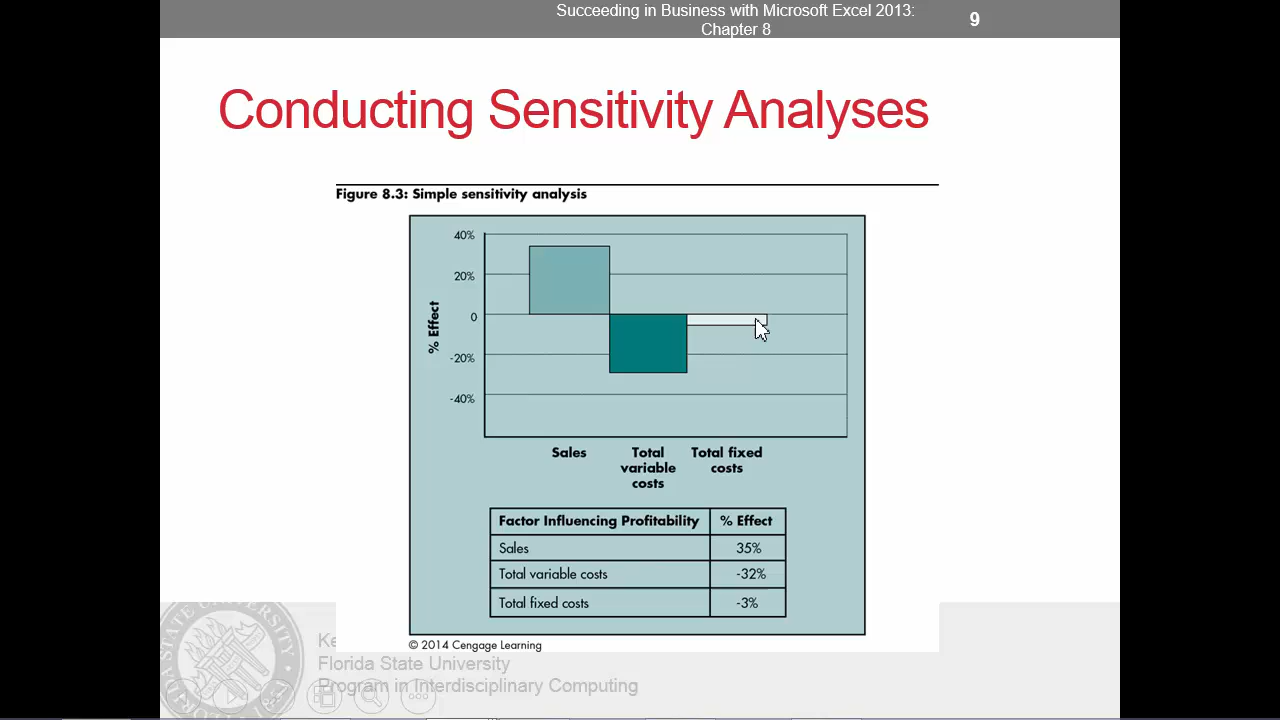 Succeeding in Business with Microsoft Excel 2013:
Chapter 8
9
Conducting Sensitivity Analyses
Figure 8.3: Simple sensitivity analysis
40%
20%
0
-20%
-40%
% Effect
Sales
Total variable costs
Total fixed costs
Factor Influencing Profitability % Effect
Sales 35%
Total variable costs -32%
Total fixed costs -3%
© 2014 Cengage Learning
Florida State University
Program in Interdisciplinary Computing